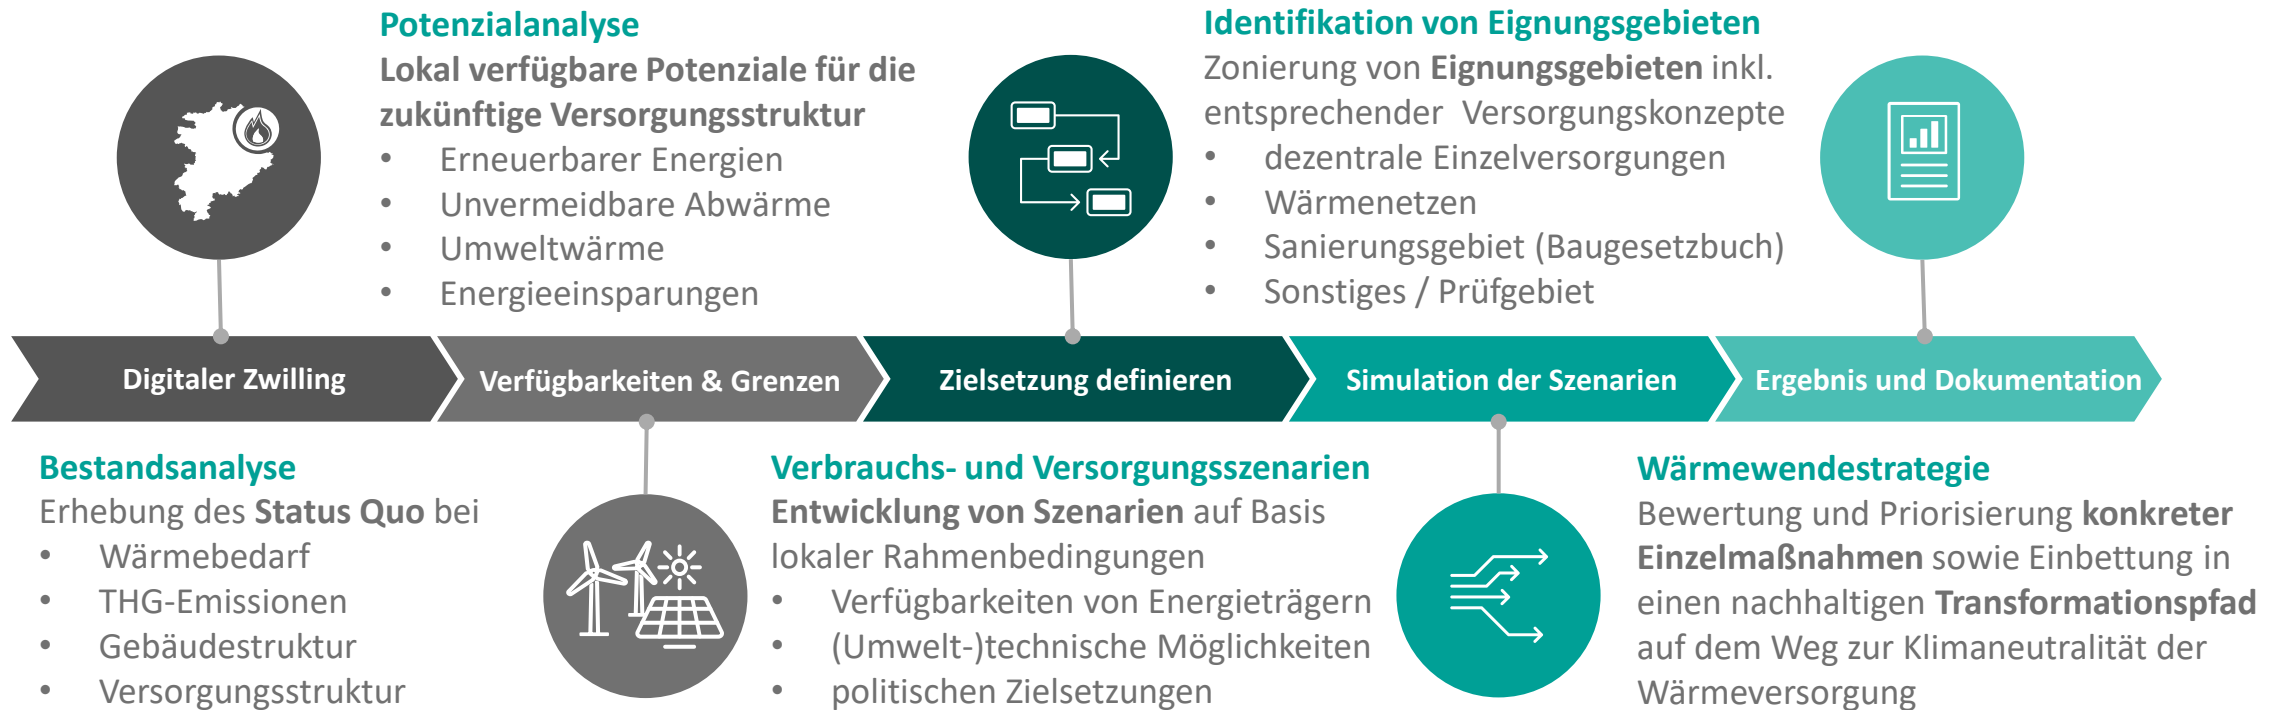 Potenzialanalyse
Lokal verfügbare Potenziale für die
zukünftige Versorgungsstruktur
• Erneuerbarer Energien
• Unvermeidbare Abwärme
• Umweltwärme
• Energieeinsparungen
Identifikation von Eignungsgebieten
Zonierung von Eignungsgebieten inkl.
entsprechender Versorgungskonzepte
• dezentrale Einzelversorgungen
• Wärmenetzen
• Sanierungsgebiet (Baugesetzbuch)
• Sonstiges / Prüfgebiet
Digitaler Zwilling
Verfügbarkeiten & Grenzen
Zielsetzung definieren
Simulation der Szenarien
Ergebnis und Dokumentation
Bestandsanalyse
Erhebung des Status Quo bei
• Wärmebedarf
• THG-Emissionen
• Gebäudestruktur
• Versorgungsstruktur
Verbrauchs- und Versorgungsszenarien
Entwicklung von Szenarien auf Basis
lokaler Rahmenbedingungen
• Verfügbarkeiten von Energieträgern
• (Umwelt-)technische Möglichkeiten
• politischen Zielsetzungen
Wärmewendestrategie
Bewertung und Priorisierung konkreter
Einzelmaßnahmen sowie Einbettung in
einen nachhaltigen Transformationspfad
auf dem Weg zur Klimaneutralität der
Wärmeversorgung